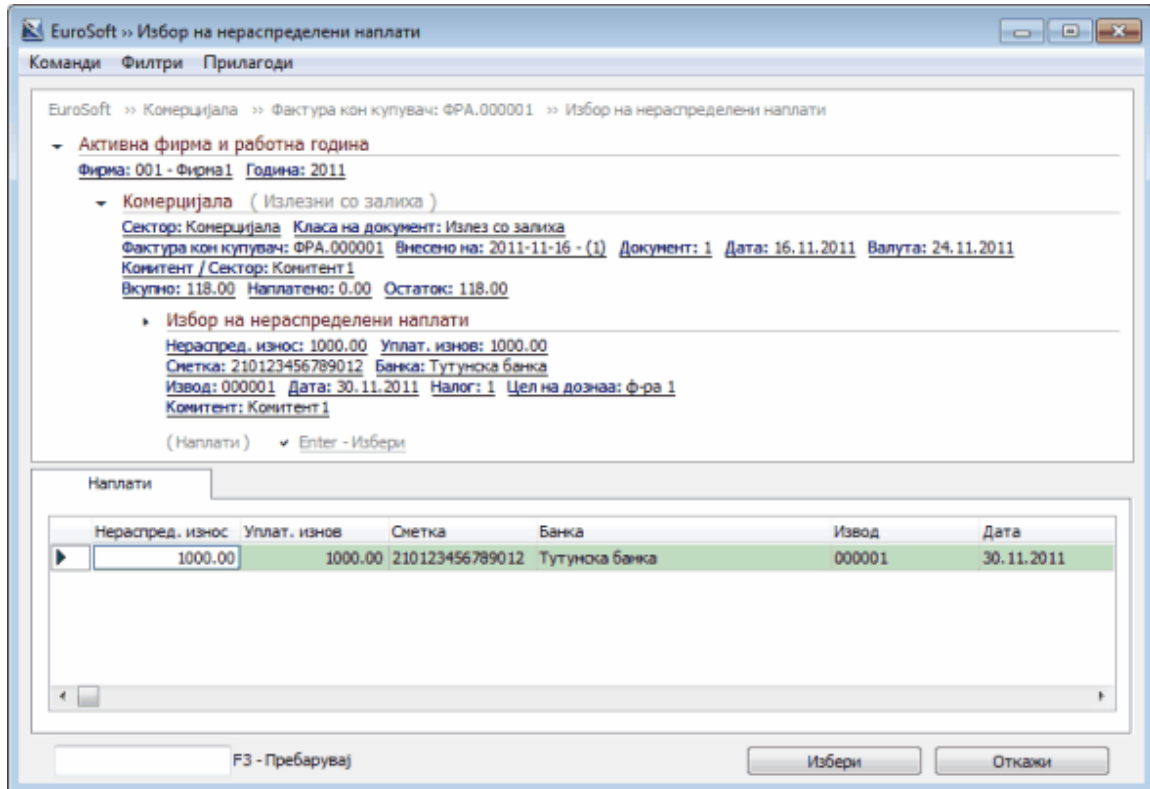 EuroSoft ›› Избор на нераспределени наплати
Команди Филтри Прилагоди
EuroSoft ›› Комерцијала ›› Фактура кон купувач: ФРА.000001 ›› Избор на нераспределени наплати
Активна фирма и работна година
Фирма: 001 - Фирма1 Година: 2011
Комерцијала ( Излезни со залиха )
Сектор: Комерцијала Класа на документ: Излез со залиха
Фактура кон купувач: ФРА.000001 Внесено на: 2011-11-16 - (1) Документ: 1 Дата: 16.11.2011 Валута: 24.11.2011
Комитент / Сектор: Комитент1
Вкупно: 118.00 Наплатено: 0.00 Остаток: 118.00
Избор на нераспределени наплати
Нераспред. износ: 1000.00 Уплат. изнов: 1000.00
Сметка: 210123456789012 Банка: Тутунска банка
Извод: 000001 Дата: 30.11.2011 Налог: 1 Цел на дознаа: ф-ра 1
Комитент: Комитент1
( Наплати ) Enter - Избери
Наплати
Нераспред. износ Уплат. изнов Сметка Банка Извод Дата
1000.00 1000.00 210123456789012 Тутунска банка 000001 30.11.2011
F3 - Пребарувај Избери Откажи